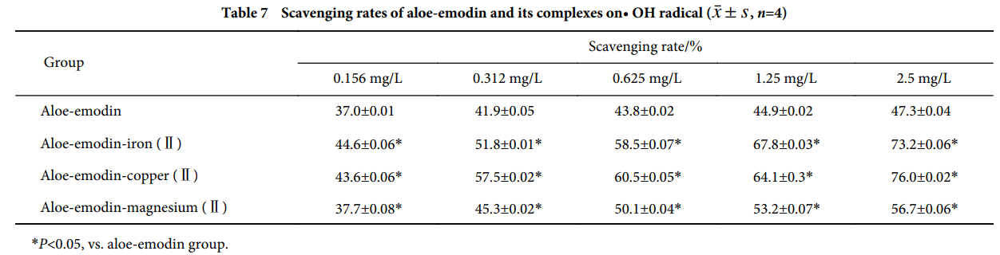 Table 7 Scavenging rates of aloe-emodin and its complexes on• OH radical (x̄ ± s, n=4)
Group
Scavenging rate/%
0.156 mg/L 0.312 mg/L 0.625 mg/L 1.25 mg/L 2.5 mg/L
Aloe-emodin 37.0±0.01 41.9±0.05 43.8±0.02 44.9±0.02 47.3±0.04
Aloe-emodin-iron (Ⅱ) 44.6±0.06* 51.8±0.01* 58.5±0.07* 67.8±0.03* 73.2±0.06*
Aloe-emodin-copper (Ⅱ) 43.6±0.06* 57.5±0.02* 60.5±0.05* 64.1±0.3* 76.0±0.02*
Aloe-emodin-magnesium (Ⅱ) 37.7±0.08* 45.3±0.02* 50.1±0.04* 53.2±0.07* 56.7±0.06*
*P<0.05, vs. aloe-emodin group.